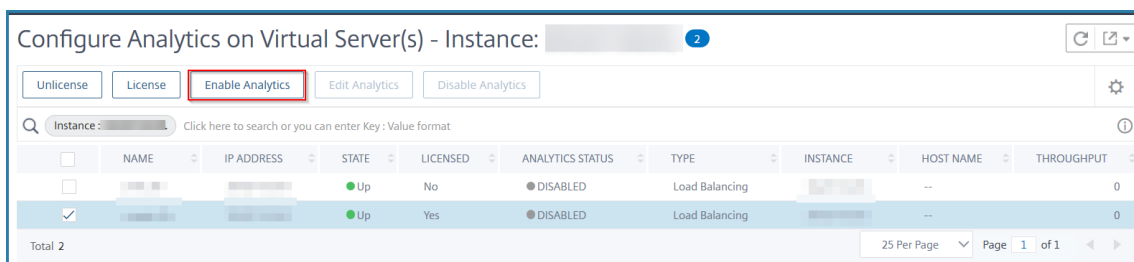 Configure Analytics on Virtual Server(s) - Instance: 2
Unlicense License Enable Analytics Edit Analytics Disable Analytics
Instance : Click here to search or you can enter Key : Value format
NAME IP ADDRESS STATE LICENSED ANALYTICS STATUS TYPE INSTANCE HOST NAME THROUGHPUT
Up No DISABLED Load Balancing -- 0
Up Yes DISABLED Load Balancing -- 0
Total 2 25 Per Page Page 1 of 1